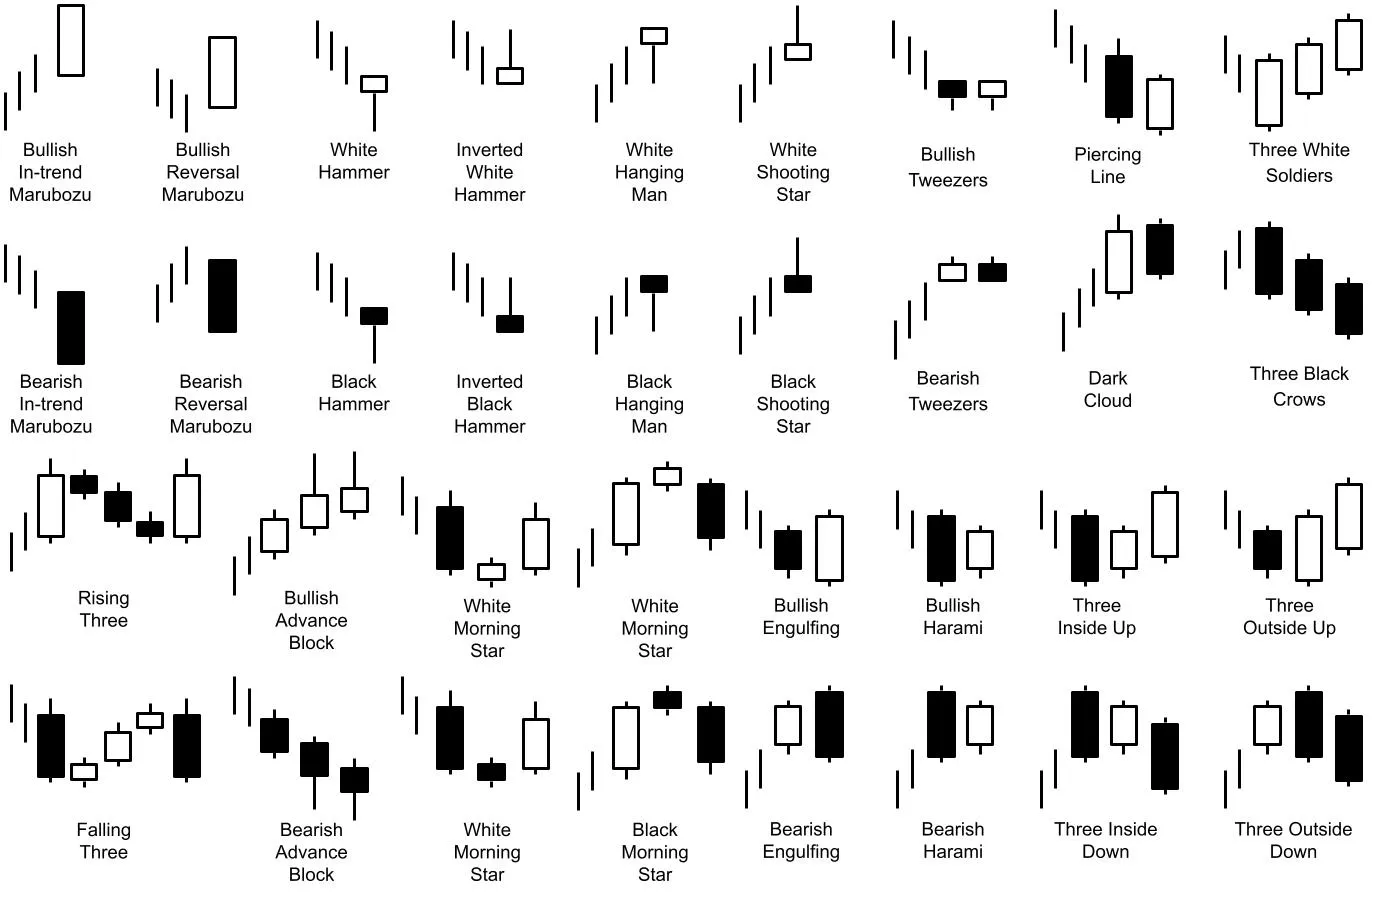 Bullish
In-trend
Marubozu
Bullish
Reversal
Marubozu
White
Hammer
Inverted
White
Hammer
White
Hanging
Man
White
Shooting
Star
Bullish
Tweezers
Piercing
Line
Three White
Soldiers
Bearish
In-trend
Marubozu
Bearish
Reversal
Marubozu
Black
Hammer
Inverted
Black
Hammer
Black
Hanging
Man
Black
Shooting
Star
Bearish
Tweezers
Dark
Cloud
Three Black
Crows
Rising
Three
Bullish
Advance
Block
White
Morning
Star
White
Morning
Star
Bullish
Engulfing
Bullish
Harami
Three
Inside Up
Three
Outside Up
Falling
Three
Bearish
Advance
Block
White
Morning
Star
Black
Morning
Star
Bearish
Engulfing
Bearish
Harami
Three Inside
Down
Three Outside
Down